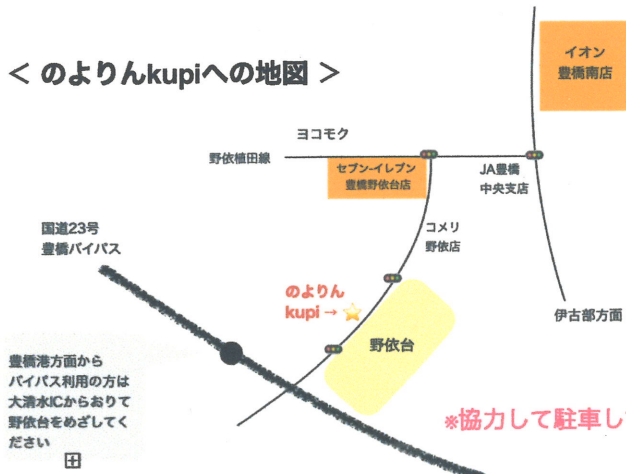 ＜ のよりんkupiへの地図 ＞
イオン
豊橋南店
ヨコモク
野依植田線
セブン-イレブン
豊橋野依台店
JA豊橋
中央支店
コメリ
野依店
国道23号
豊橋バイパス
のよりん
kupi→
伊古部方面
野依台
豊橋港方面から
バイパス利用の方は
大清水ICからおりて
野依台をめざしてく
ださい
※協力して駐車し